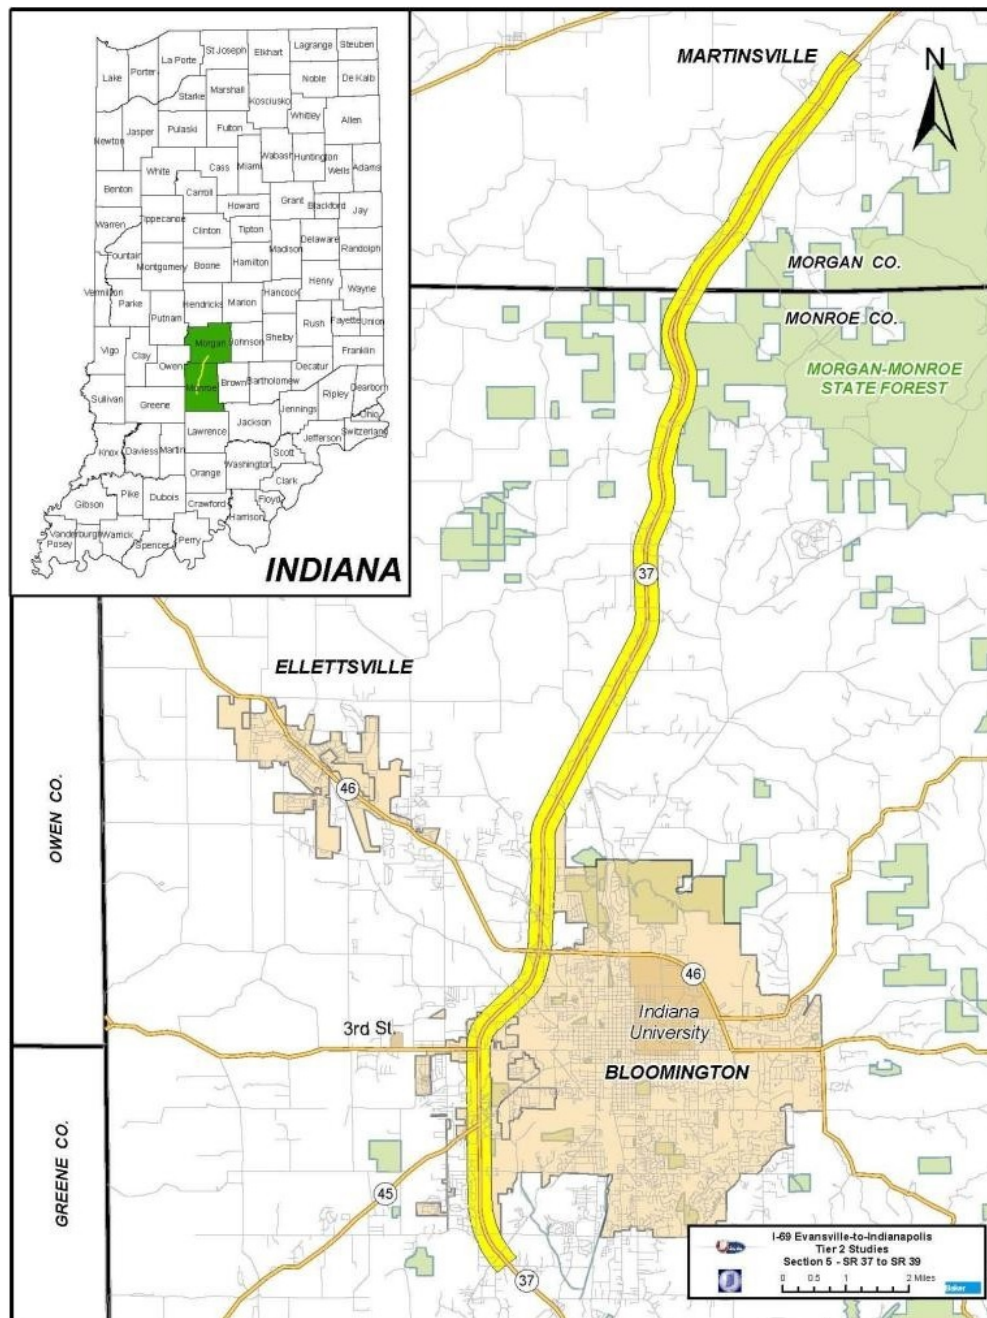 St Joseph
Elkhart
Lagrange
Steuben
La Porte
Lake
Porter
Noble
De Kalb
Starke
Marshall
Kosciusko
Whitley
Allen
Newton
Jasper
Pulaski
Fulton
Wabash
Huntington
Wells
Adams
White
Cass
Miami
Benton
Carroll
Howard
Grant
Blackford
Jay
Warren
Tippecanoe
Clinton
Tipton
Delaware
Randolph
Fountain
Montgomery
Boone
Hamilton
Madison
Henry
Wayne
Vermillion
Parke
Putnam
Hendricks
Marion
Hancock
Rush
Fayette
Union
Shelby
Morgan
Johnson
Vigo
Clay
Owen
Franklin
Decatur
Monroe
Brown
Bartholomew
Dearborn
Ripley
Sullivan
Greene
Jennings
Ohio
Switzerland
Jackson
Lawrence
Jefferson
Knox
Daviess
Martin
Scott
Washington
Orange
Clark
Gibson
Pike
Dubois
Crawford
Floyd
Harrison
Vanderburgh
Posey
Warrick
Spencer
Perry
INDIANA
MARTINSVILLE
N
MORGAN CO.
MONROE CO.
MORGAN-MONROE
STATE FOREST
37
ELLETTSVILLE
46
OWEN CO.
46
Indiana
University
3rd St.
BLOOMINGTON
GREENE CO.
45
37
I-69 Evansville-to-Indianapolis
Tier 2 Studies
Section 5 - SR 37 to SR 39
0 0.5 1 2 Miles
Baker